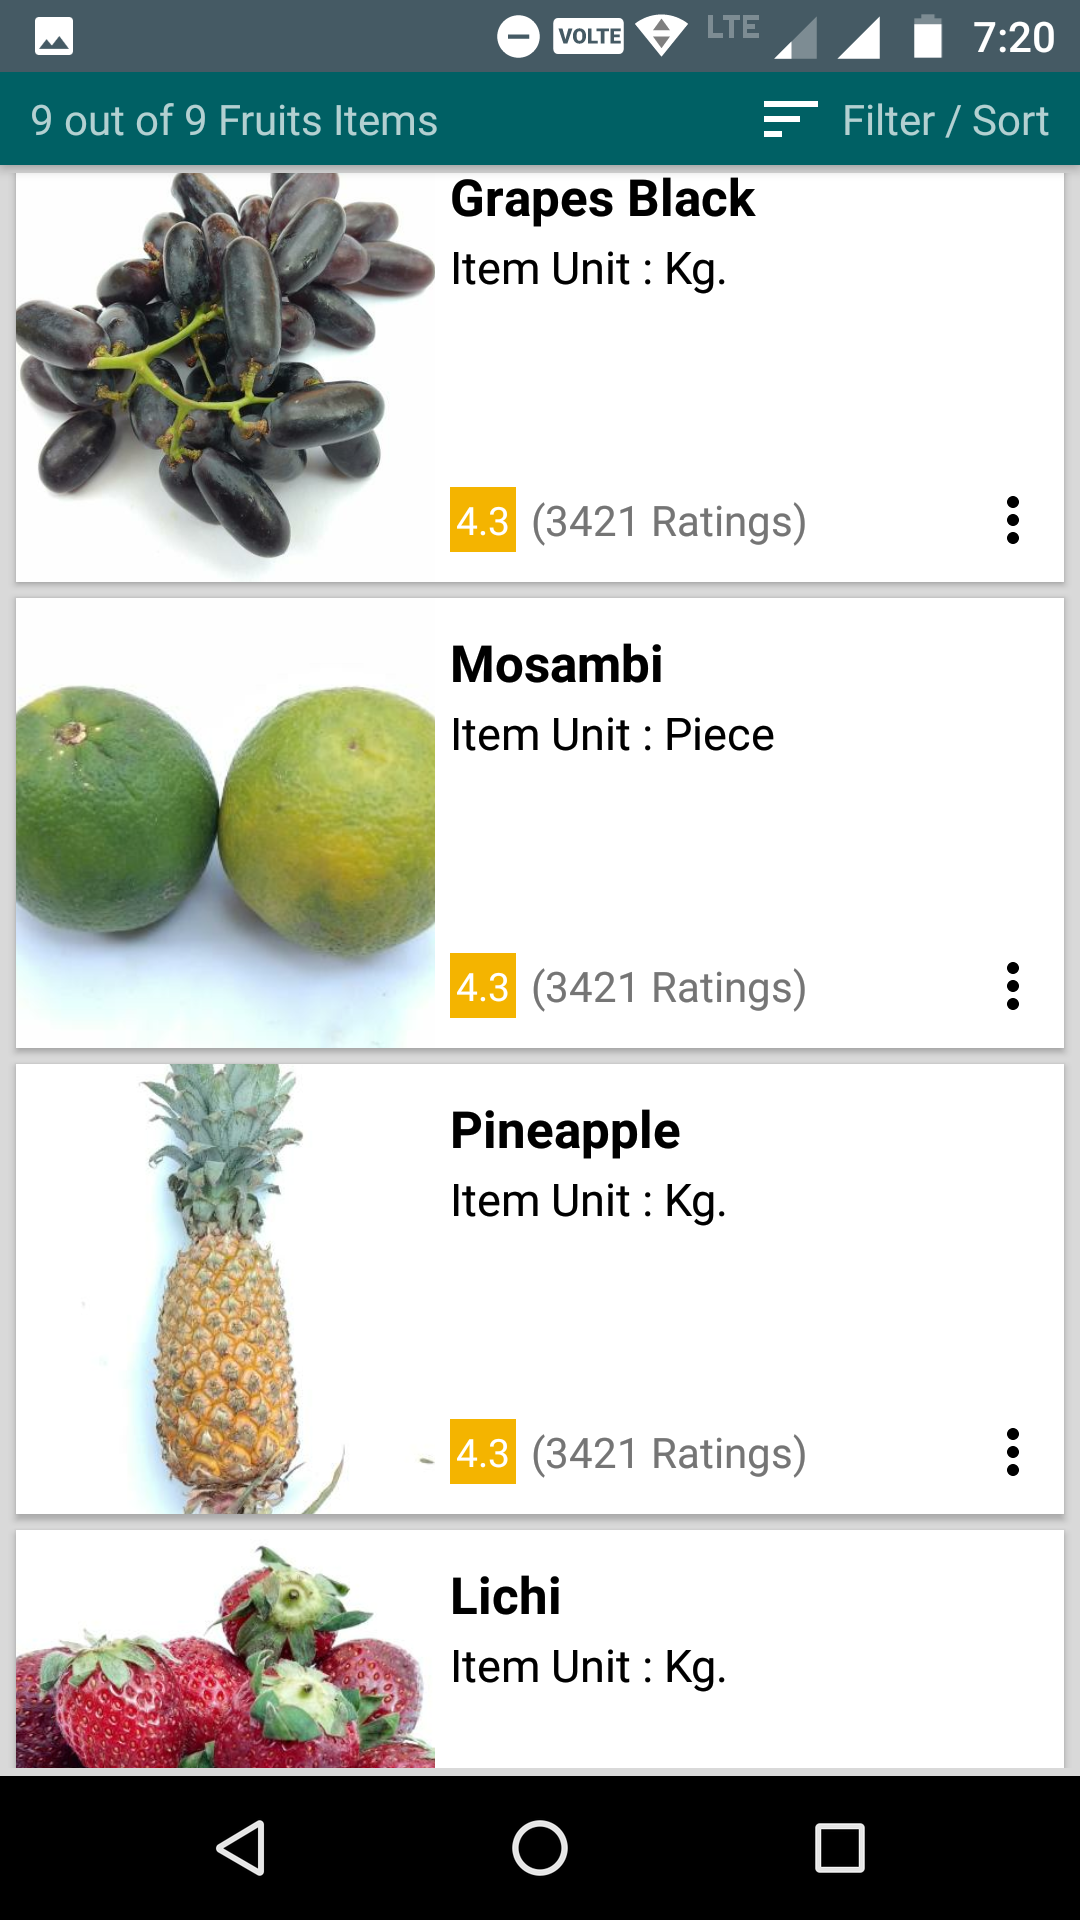 VOLTE LTE 7:20
9 out of 9 Fruits Items Filter / Sort
Grapes Black
Item Unit : Kg.
4.3 (3421 Ratings)
Mosambi
Item Unit : Piece
4.3 (3421 Ratings)
Pineapple
Item Unit : Kg.
4.3 (3421 Ratings)
Lichi
Item Unit : Kg.